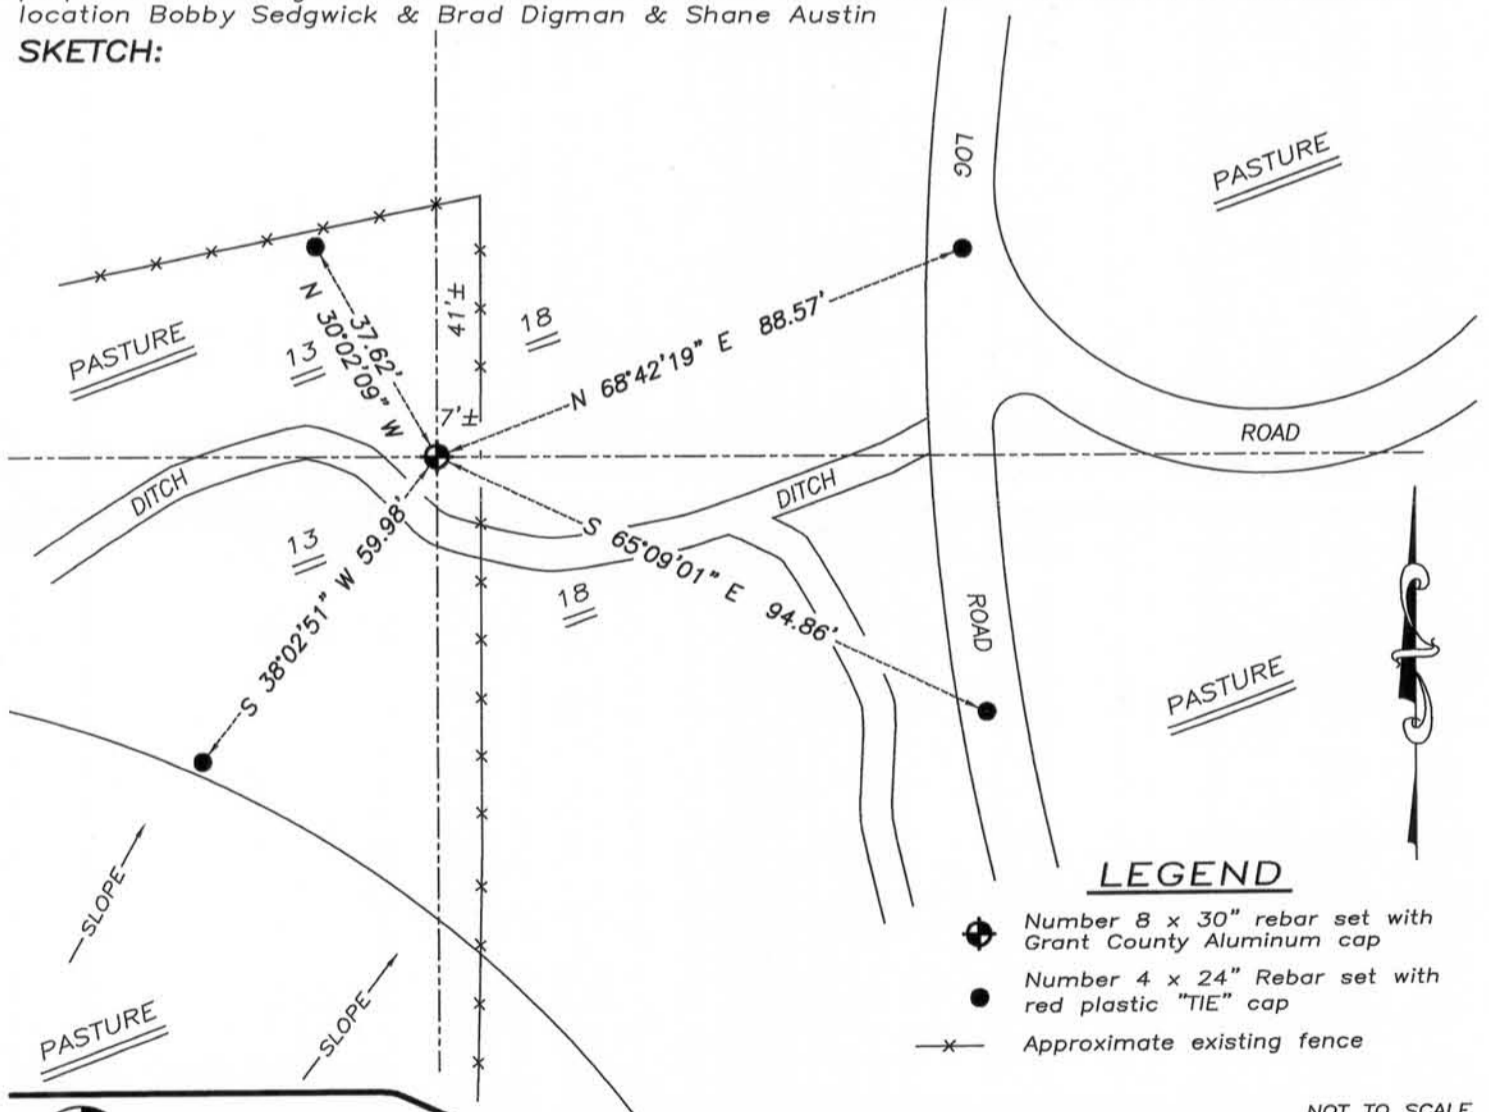 location Bobby Sedgwick & Brad Digman & Shane Austin
SKETCH:
LOG
PASTURE
PASTURE
N 30°02'09" W
37.62'
13
41'±
18
7'±
N 68°42'19" E 88.57'
ROAD
DITCH
13
S 38°02'51" W 59.98'
DITCH
S 65°09'01" E 94.86'
18
ROAD
PASTURE
SLOPE
SLOPE
PASTURE
LEGEND
Number 8 x 30" rebar set with
Grant County Aluminum cap
Number 4 x 24" Rebar set with
red plastic "TIE" cap
Approximate existing fence
NOT TO SCALE